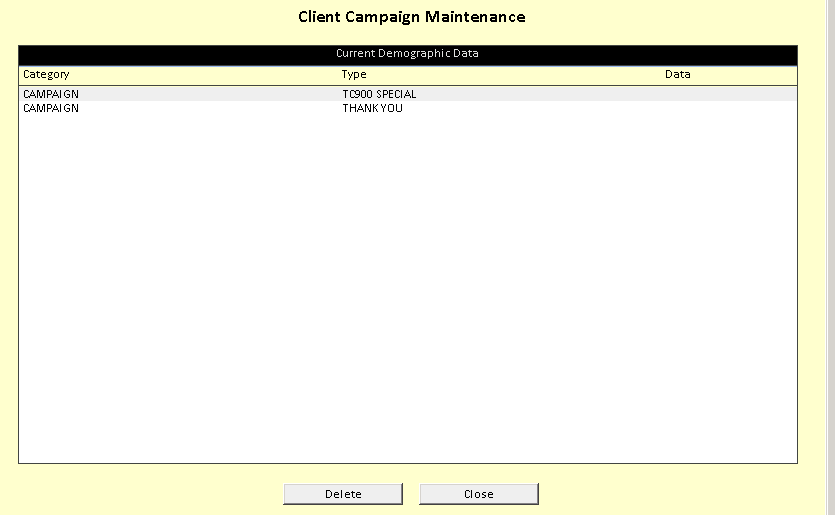 Client Campaign Maintenance
Current Demographic Data
Category Type Data
CAMPAIGN TC900 SPECIAL
CAMPAIGN THANK YOU
Delete Close